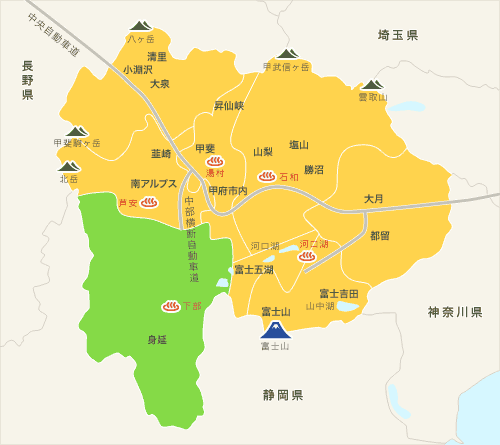 中央自動車道
八ヶ岳
埼玉県
清里
甲武信ヶ岳
長野県
小淵沢
大泉
雲取山
昇仙峡
甲斐駒ヶ岳
韮崎
甲斐
山梨
塩山
北岳
湯村
石和
勝沼
南アルプス
甲府市内
芦安
大月
中部横断自動車道
都留
河口湖
河口湖
富士五湖
富士吉田
下部
山中湖
富士山
神奈川県
身延
富士山
静岡県